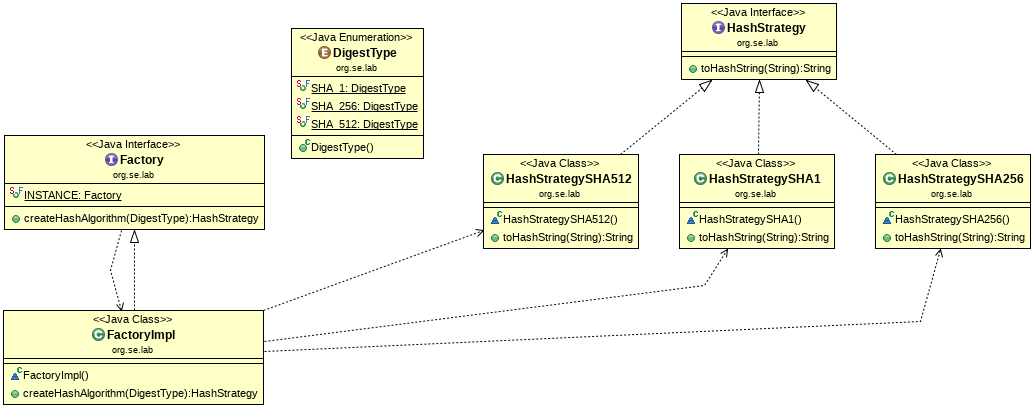 <<Java Interface>>
I HashStrategy
org.se.lab
toHashString(String):String
<<Java Enumeration>>
E DigestType
org.se.lab
S F SHA_1: DigestType
S F SHA_256: DigestType
S F SHA_512: DigestType
C DigestType()
<<Java Interface>>
I Factory
org.se.lab
S F INSTANCE: Factory
createHashAlgorithm(DigestType):HashStrategy
<<Java Class>>
C HashStrategySHA512
org.se.lab
C HashStrategySHA512()
toHashString(String):String
<<Java Class>>
C HashStrategySHA1
org.se.lab
C HashStrategySHA1()
toHashString(String):String
<<Java Class>>
C HashStrategySHA256
org.se.lab
C HashStrategySHA256()
toHashString(String):String
<<Java Class>>
C FactoryImpl
org.se.lab
C FactoryImpl()
createHashAlgorithm(DigestType):HashStrategy